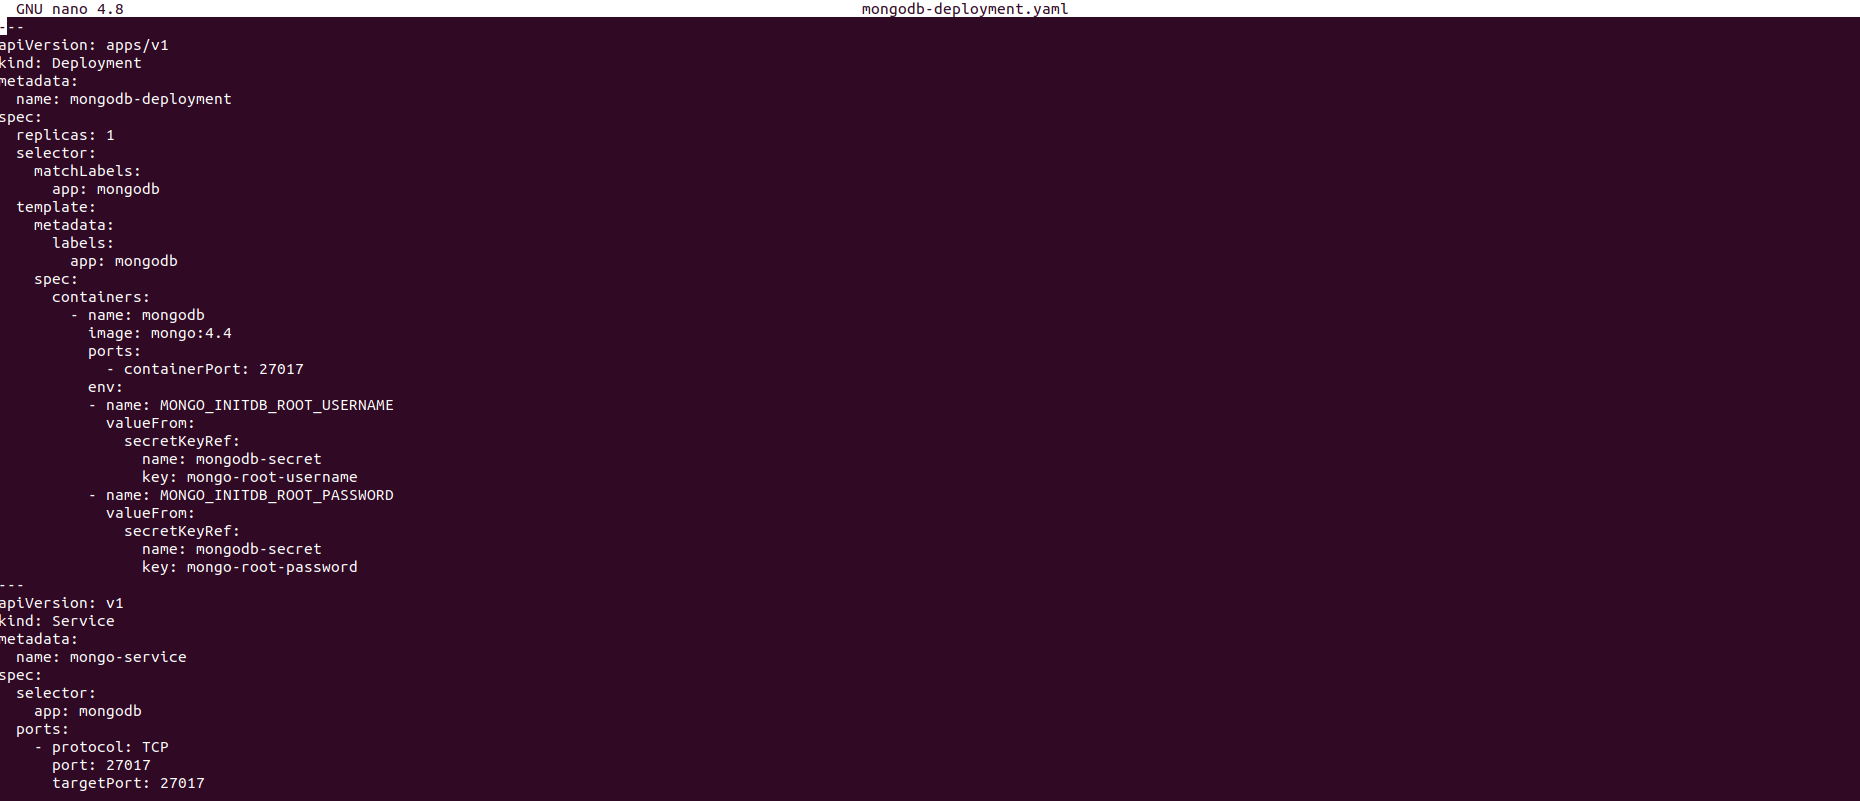 GNU nano 4.8 mongodb-deployment.yaml
---
apiVersion: apps/v1
kind: Deployment
metadata:
  name: mongodb-deployment
spec:
  replicas: 1
  selector:
    matchLabels:
      app: mongodb
  template:
    metadata:
      labels:
        app: mongodb
    spec:
      containers:
        - name: mongodb
          image: mongo:4.4
          ports:
            - containerPort: 27017
          env:
          - name: MONGO_INITDB_ROOT_USERNAME
            valueFrom:
              secretKeyRef:
                name: mongodb-secret
                key: mongo-root-username
          - name: MONGO_INITDB_ROOT_PASSWORD
            valueFrom:
              secretKeyRef:
                name: mongodb-secret
                key: mongo-root-password
---
apiVersion: v1
kind: Service
metadata:
  name: mongo-service
spec:
  selector:
    app: mongodb
  ports:
    - protocol: TCP
      port: 27017
      targetPort: 27017